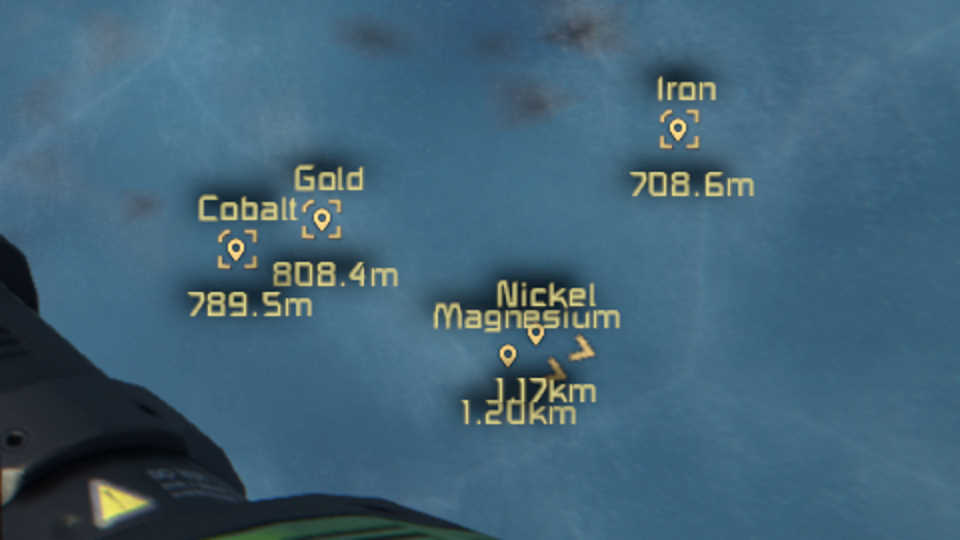 Iron
708.6m
Gold
808.4m
Cobalt
789.5m
Nickel
1.17km
Magnesium
1.20km